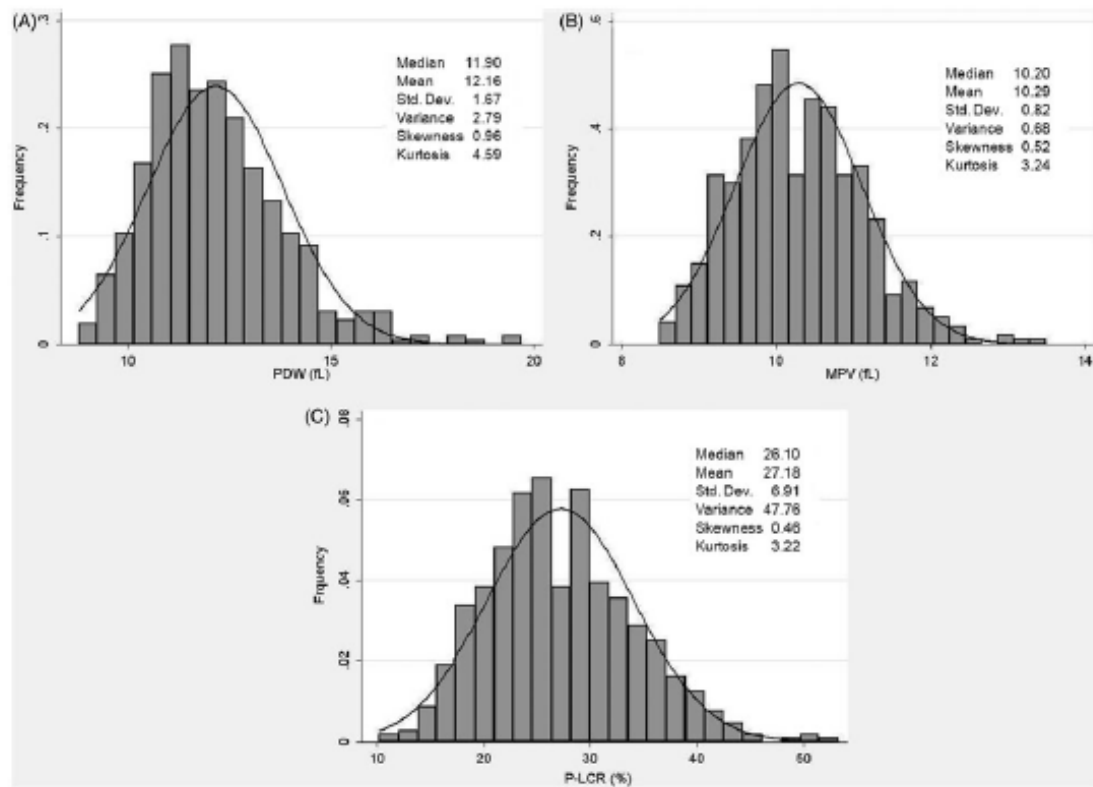 (A)
.3
.2
.1
0
Frequency
Median 11.90
Mean 12.16
Std. Dev. 1.67
Variance 2.79
Skewness 0.96
Kurtosis 4.59
10 15 20
PDW (fL)
(B)
.6
.4
.2
0
Frequency
Median 10.20
Mean 10.29
Std. Dev. 0.82
Variance 0.68
Skewness 0.52
Kurtosis 3.24
8 10 12 14
MPV (fL)
(C)
.08
.06
.04
.02
0
Frquency
Median 26.10
Mean 27.18
Std. Dev. 6.91
Variance 47.76
Skewness 0.46
Kurtosis 3.22
10 20 30 40 50
P-LCR (%)